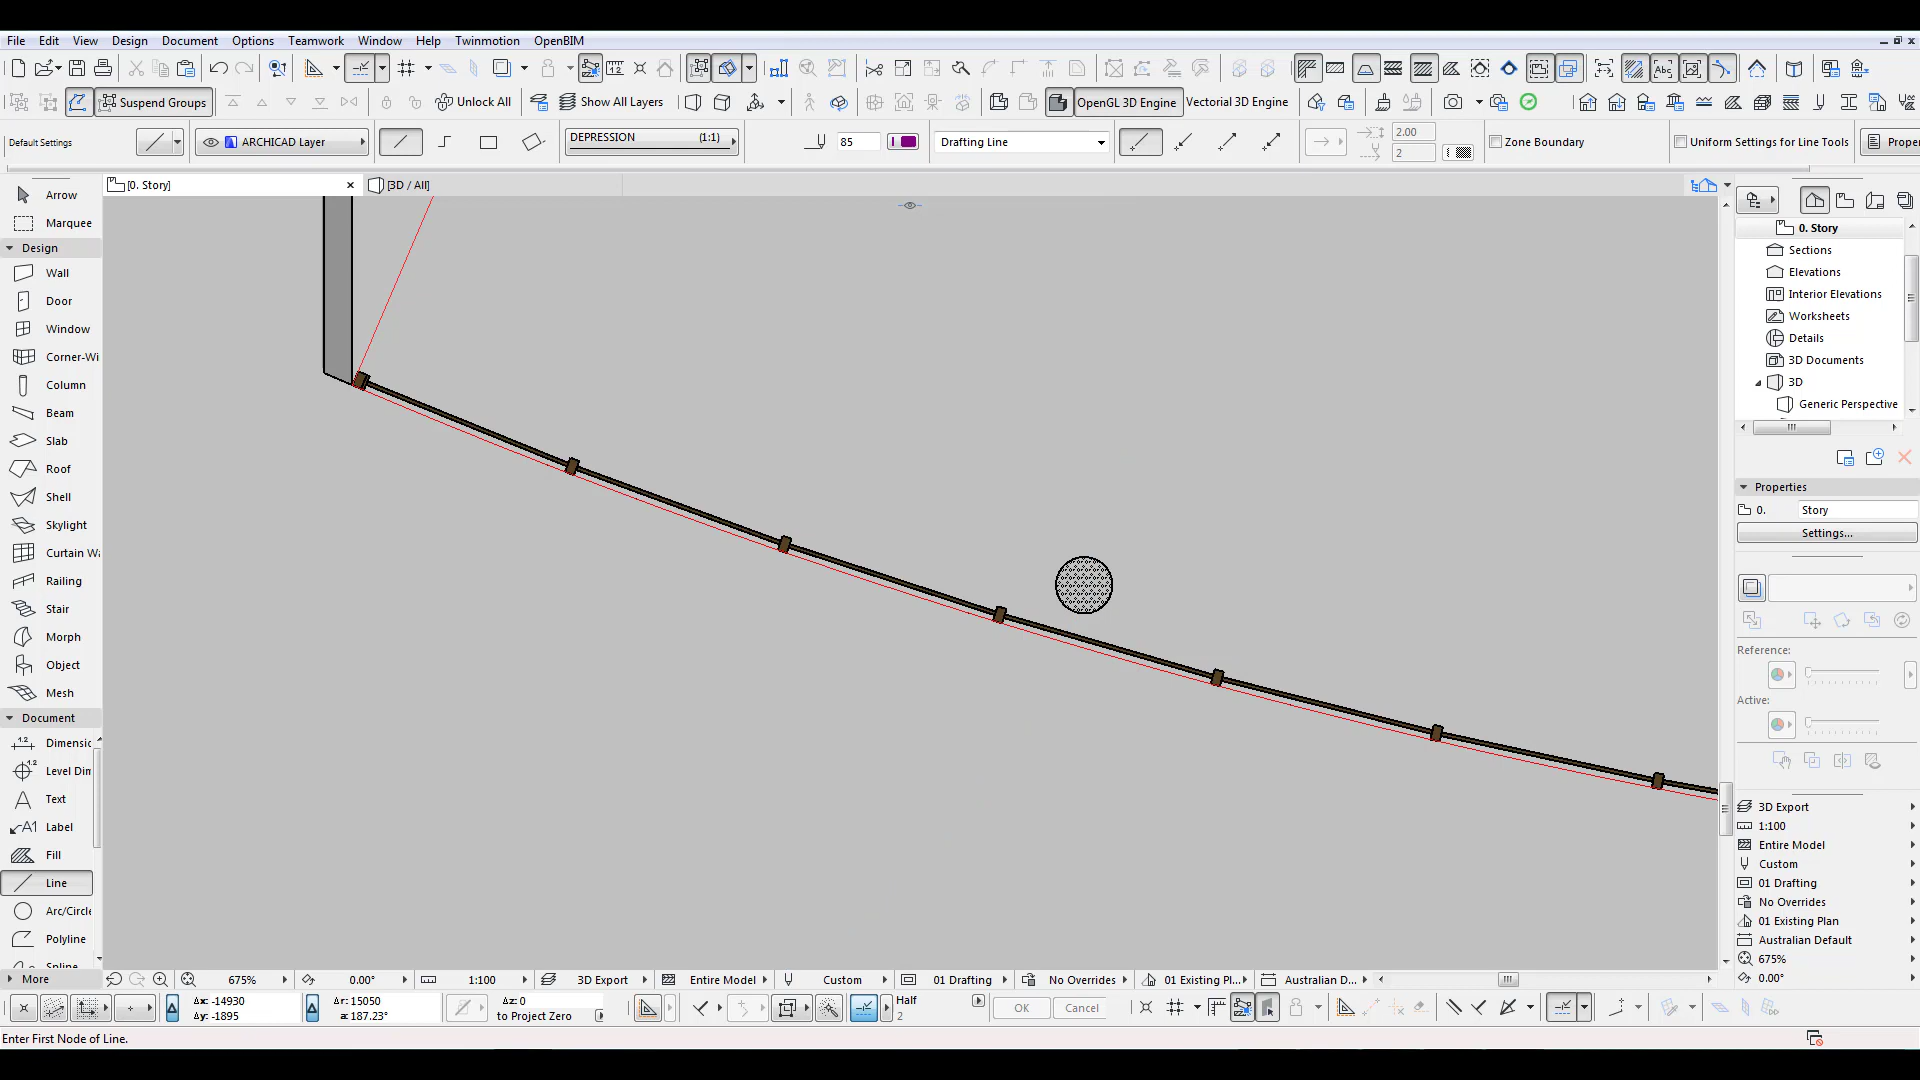 File Edit View Design Document Options Teamwork Window Help Twinmotion OpenBIM
Suspend Groups Unlock All Show All Layers OpenGL 3D Engine Vectorial 3D Engine
Default Settings ARCHICAD Layer DEPRESSION (1:1) 85 Drafting Line 2.00 2 Zone Boundary Uniform Settings for Line Tools Proper
[0. Story] [3D / All]
Arrow
Marquee
Design
Wall
Door
Window
Corner-Wi
Column
Beam
Slab
Roof
Shell
Skylight
Curtain Wa
Railing
Stair
Morph
Object
Mesh
Document
Dimensic
Level Din
Text
Label
Fill
Line
Arc/Circle
Polyline
Spline
More
0. Story
Sections
Elevations
Interior Elevations
Worksheets
Details
3D Documents
3D
Generic Perspective
Properties
0. Story
Settings...
Reference:
Active:
3D Export
1:100
Entire Model
Custom
01 Drafting
No Overrides
01 Existing Plan
Australian Default
675%
0.00°
675% 0.00° 1:100 3D Export Entire Model Custom 01 Drafting No Overrides 01 Existing Pl... Australian D...
Δx: -14930 Δr: 15050 Δz: 0 Half
Δy: -1895 a: 187.23° to Project Zero 2 OK Cancel
Enter First Node of Line.